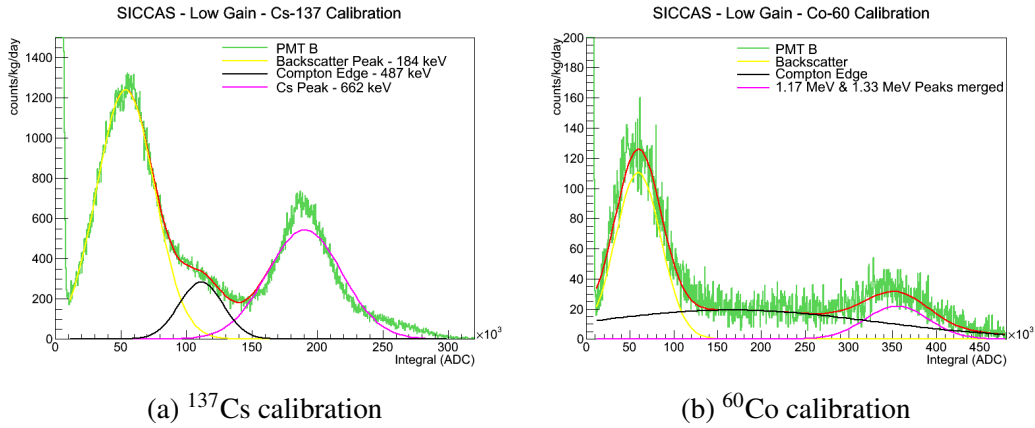 SICCAS - Low Gain - Cs-137 Calibration
counts/kg/day
1400
1200
1000
800
600
400
200
0
PMT B
Backscatter Peak - 184 keV
Compton Edge - 487 keV
Cs Peak - 662 keV
0 50 100 150 200 250 300
×10³
Integral (ADC)
(a) ¹³⁷Cs calibration
SICCAS - Low Gain - Co-60 Calibration
counts/kg/day
200
180
160
140
120
100
80
60
40
20
0
PMT B
Backscatter
Compton Edge
1.17 MeV & 1.33 MeV Peaks merged
0 50 100 150 200 250 300 350 400 450
×10³
Integral (ADC)
(b) ⁶⁰Co calibration